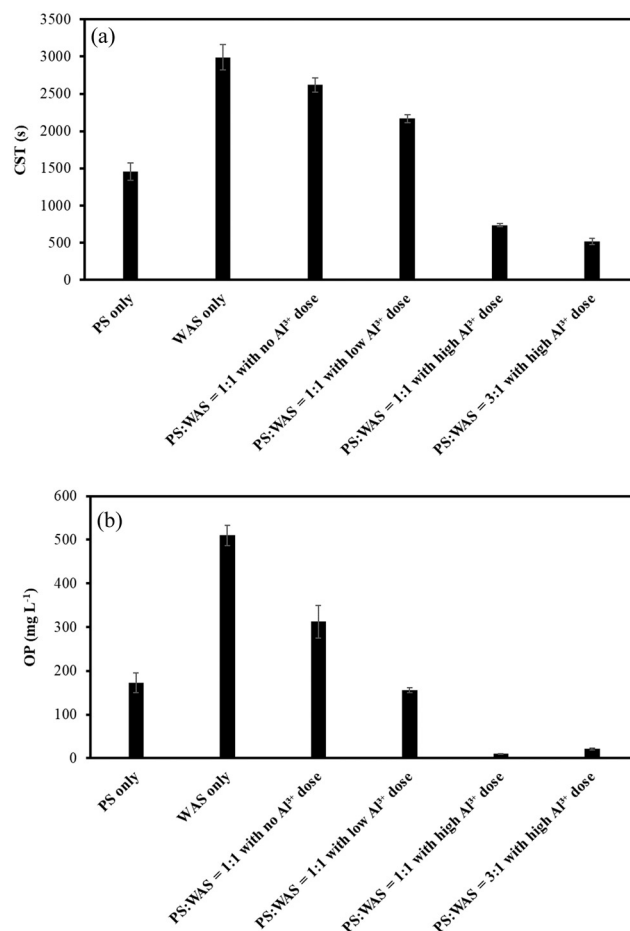 (a)
CST (s)
3500
3000
2500
2000
1500
1000
500
0
PS only
WAS only
PS:WAS = 1:1 with no Al³⁺ dose
PS:WAS = 1:1 with low Al³⁺ dose
PS:WAS = 1:1 with high Al³⁺ dose
PS:WAS = 3:1 with high Al³⁺ dose
(b)
OP (mg L⁻¹)
600
500
400
300
200
100
0
PS only
WAS only
PS:WAS = 1:1 with no Al³⁺ dose
PS:WAS = 1:1 with low Al³⁺ dose
PS:WAS = 1:1 with high Al³⁺ dose
PS:WAS = 3:1 with high Al³⁺ dose